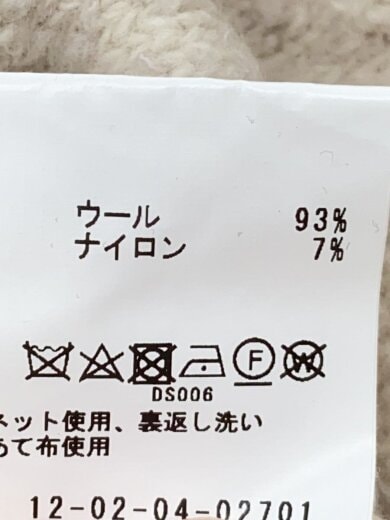 ウール 93%
ナイロン 7%
F W
DS006
ネット使用、裏返し洗い
あて布使用
12-02-04-02701